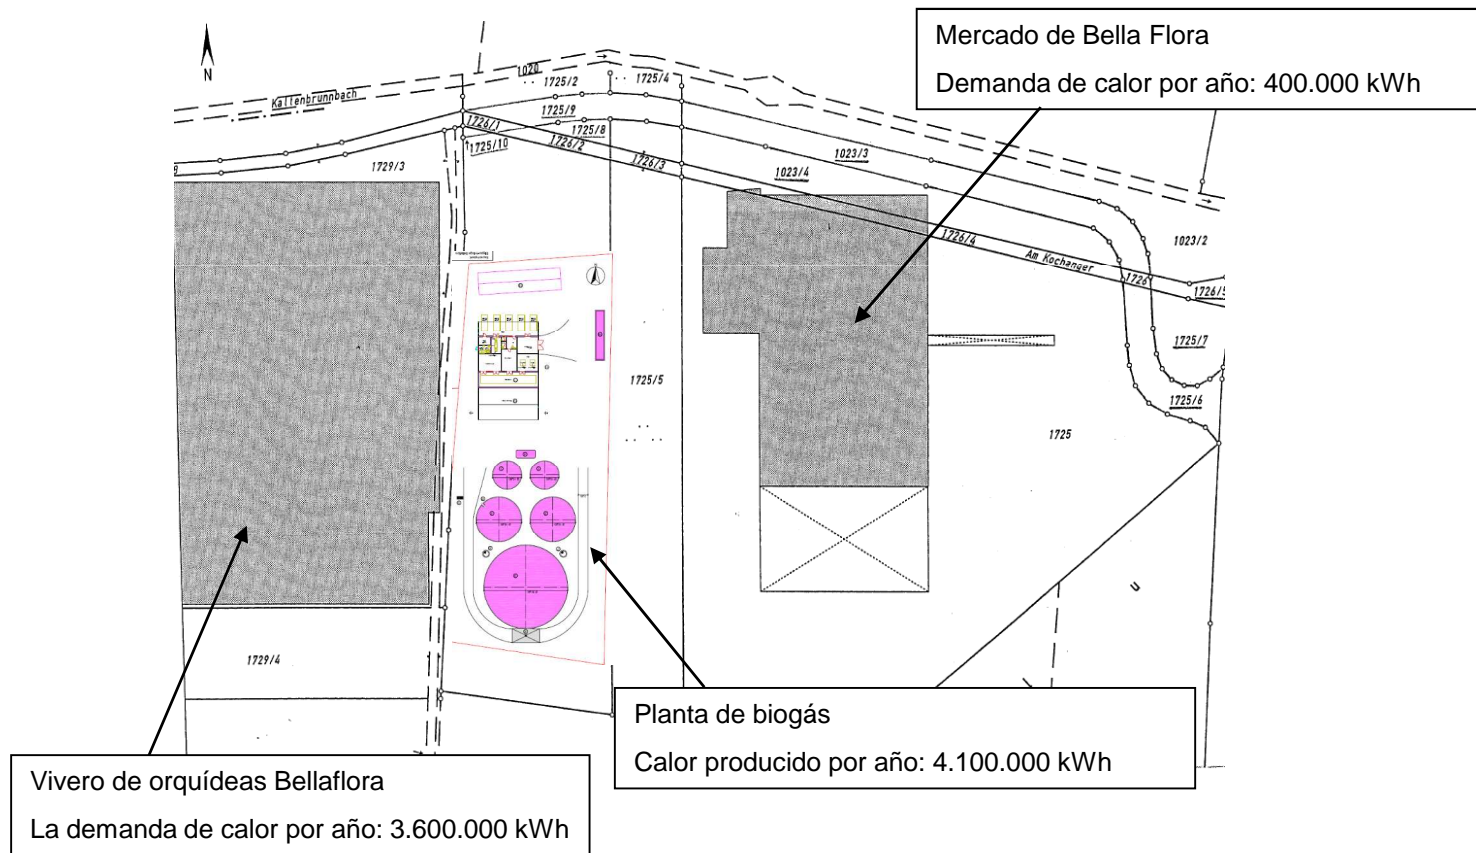 Mercado de Bella Flora
Demanda de calor por año: 400.000 kWh
N
Kaltenbrunnbach
1020
1725/2
1725/4
1725/9
1725/8
1726/1
1726/2
1726/3
1725/10
1729/3
1023/3
1023/4
1726/4
Am Kochanger
1726
1023/2
1726/5
1725/7
1725/6
1725/5
1725
1729/4
Planta de biogás
Calor producido por año: 4.100.000 kWh
Vivero de orquídeas Bellaflora
La demanda de calor por año: 3.600.000 kWh